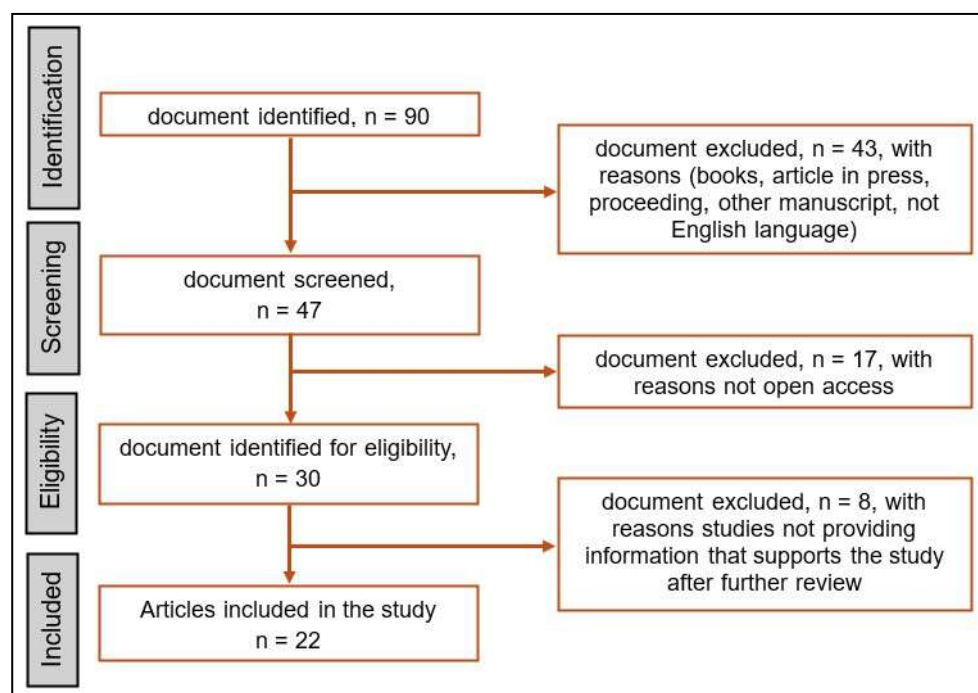 Identification
document identified, n = 90
document excluded, n = 43, with
reasons (books, article in press,
proceeding, other manuscript, not
English language)
Screening
document screened,
n = 47
document excluded, n = 17, with
reasons not open access
Eligibility
document identified for eligibility,
n = 30
document excluded, n = 8, with
reasons studies not providing
information that supports the study
after further review
Included
Articles included in the study
n = 22